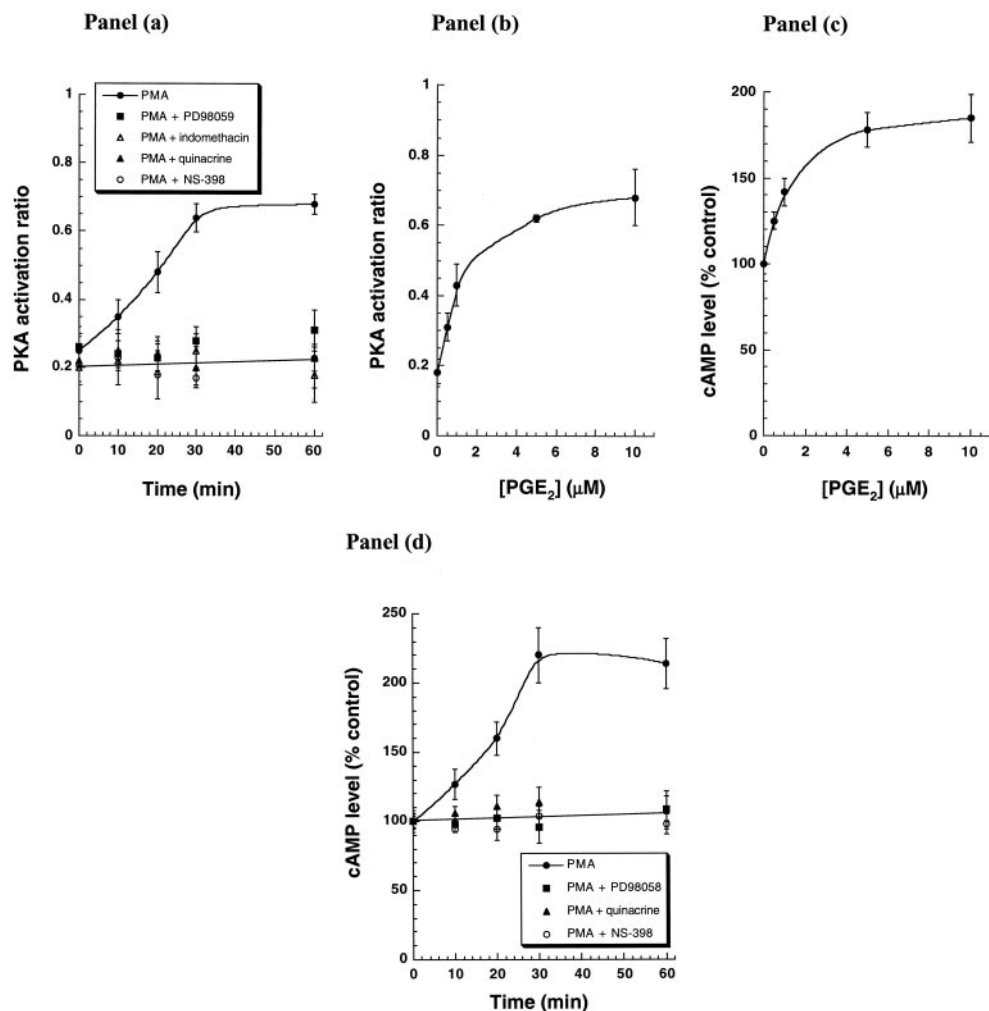 Panel (a)
PKA activation ratio
1
0.8
0.6
0.4
0.2
0
PMA
PMA + PD98059
PMA + indomethacin
PMA + quinacrine
PMA + NS-398
0 10 20 30 40 50 60
Time (min)
Panel (b)
PKA activation ratio
1
0.8
0.6
0.4
0.2
0
0 2 4 6 8 10
[PGE₂] (μM)
Panel (c)
cAMP level (% control)
200
150
100
50
0
0 2 4 6 8 10
[PGE₂] (μM)
Panel (d)
cAMP level (% control)
250
200
150
100
50
0
PMA
PMA + PD98058
PMA + quinacrine
PMA + NS-398
0 10 20 30 40 50 60
Time (min)